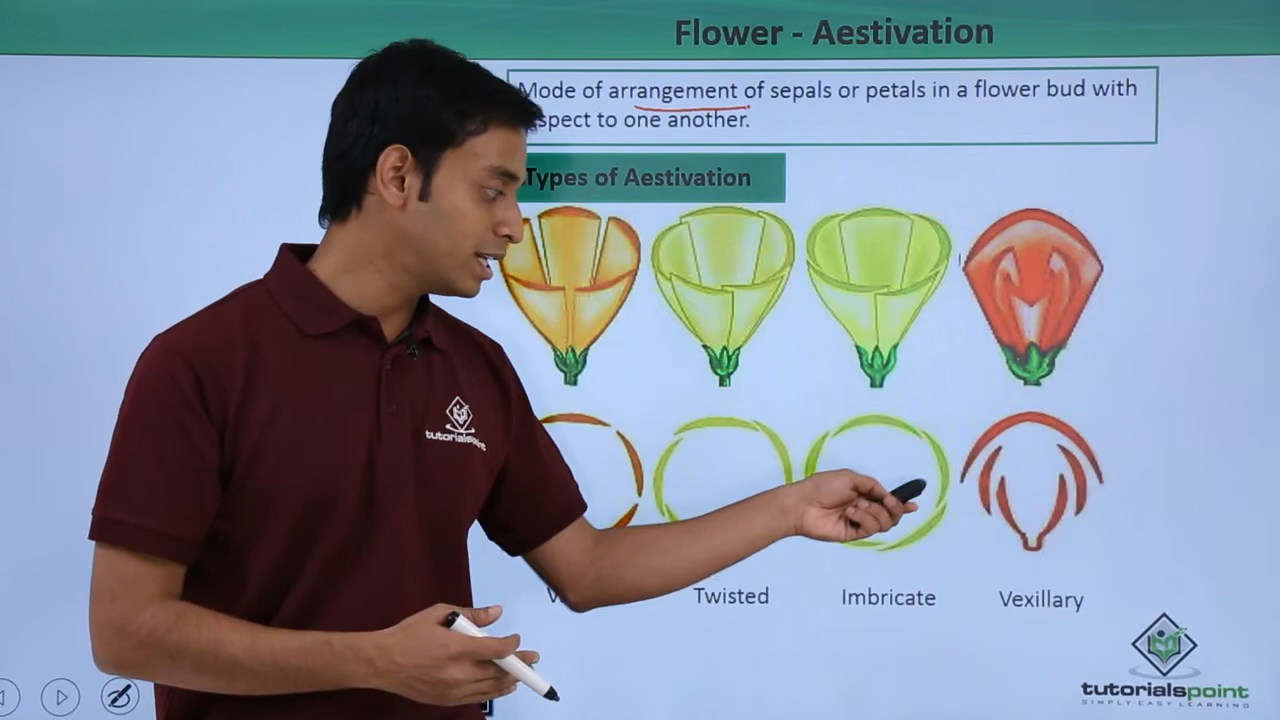 Flower - Aestivation
Mode of arrangement of sepals or petals in a flower bud with
spect to one another.
Types of Aestivation
tutorialspoint
Twisted
Imbricate
Vexillary
tutorialspoint
SIMPLY EASY LEARNING